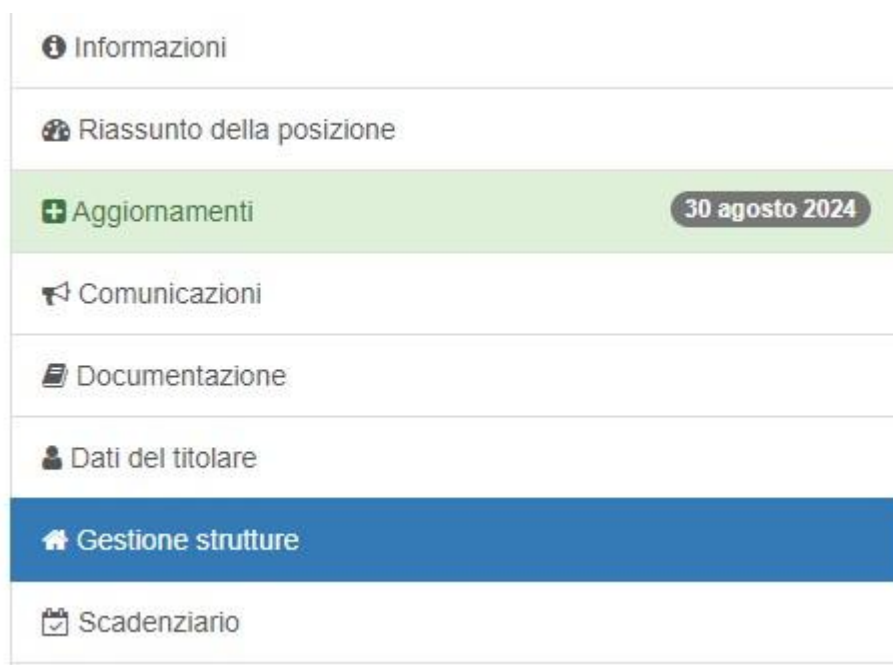 Informazioni
Riassunto della posizione
Aggiornamenti 30 agosto 2024
Comunicazioni
Documentazione
Dati del titolare
Gestione strutture
Scadenziario